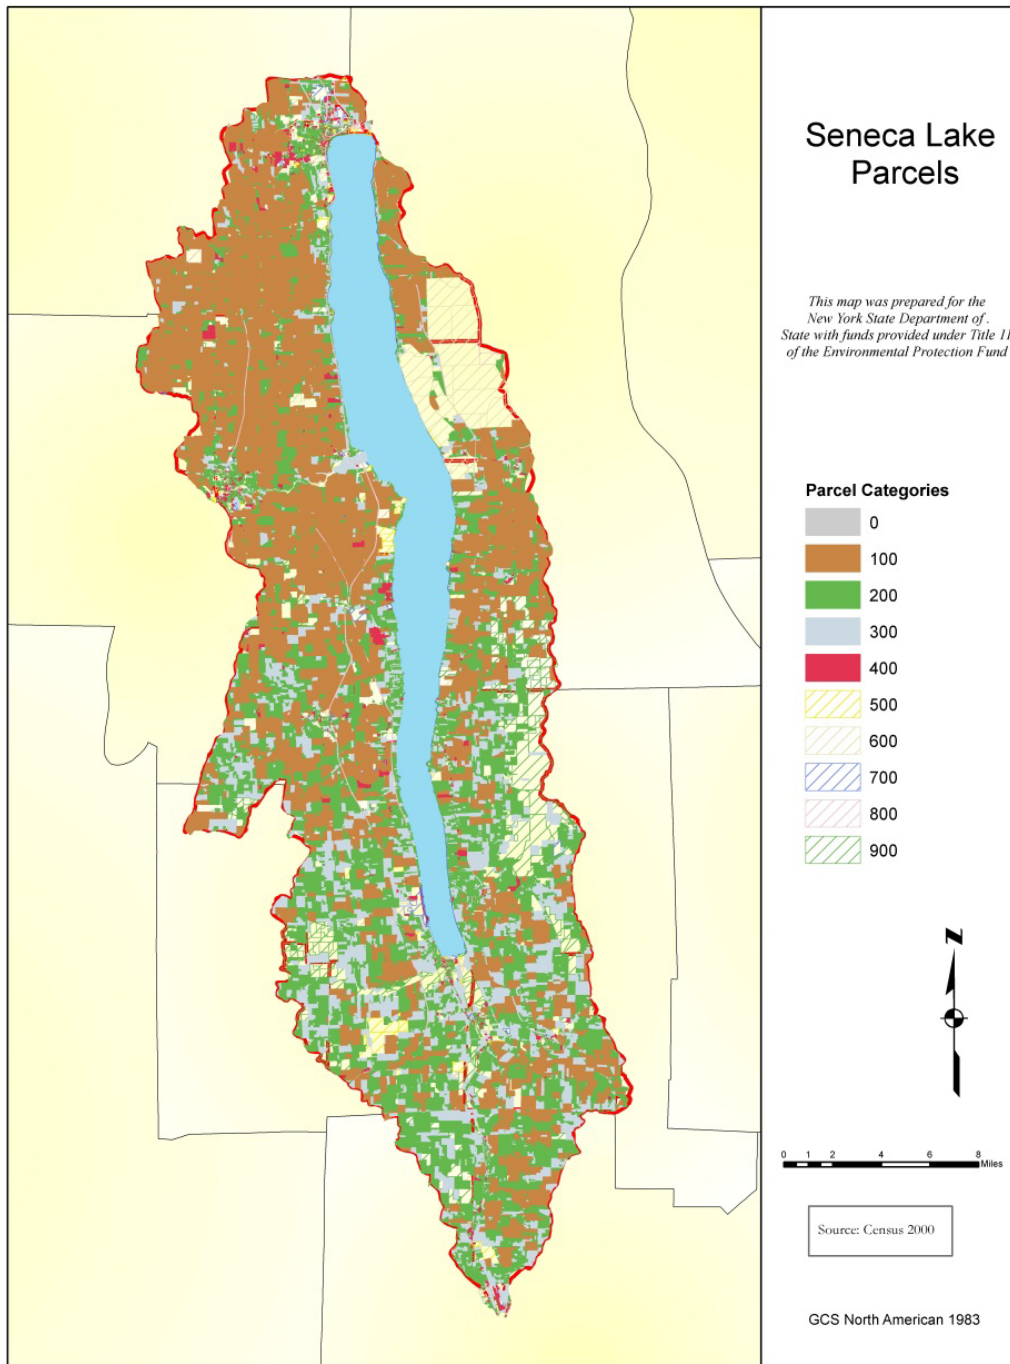 Seneca Lake
Parcels
This map was prepared for the
New York State Department of .
State with funds provided under Title 11
of the Environmental Protection Fund
Parcel Categories
0
100
200
300
400
500
600
700
800
900
N
0 1 2 4 6 8
Miles
Source: Census 2000
GCS North American 1983